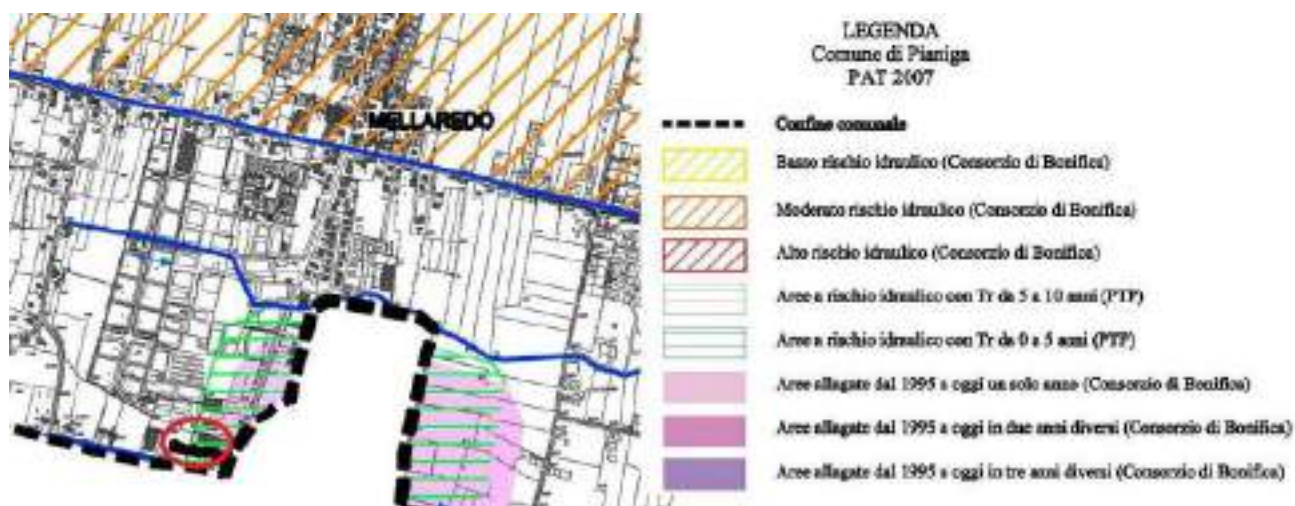 MELLAREDO
LEGENDA
Comune di Pianiga
PAT 2007
Confine comunale
Basso rischio idraulico (Consorzio di Bonifica)
Moderato rischio idraulico (Consorzio di Bonifica)
Alto rischio idraulico (Consorzio di Bonifica)
Aree a rischio idraulico con Tr da 5 a 10 anni (PTP)
Aree a rischio idraulico con Tr da 0 a 5 anni (PTP)
Aree allagate dal 1995 a oggi un solo anno (Consorzio di Bonifica)
Aree allagate dal 1995 a oggi in due anni diversi (Consorzio di Bonifica)
Aree allagate dal 1995 a oggi in tre anni diversi (Consorzio di Bonifica)